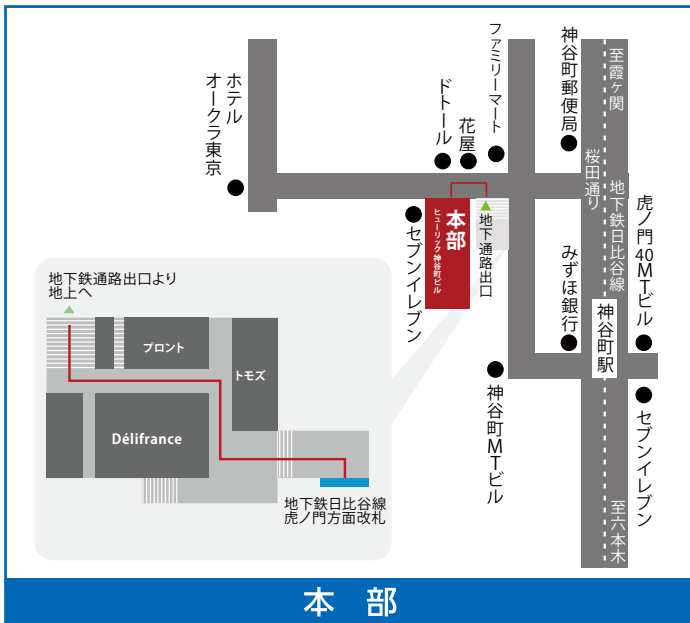 ホテル
オークラ東京
ドトール
花屋
ファミリーマート
神谷町郵便局
至霞ヶ関
桜田通り
地下鉄日比谷線
虎ノ門40MTビル
セブンイレブン
本部
ヒューリック神谷町ビル
地下通路出口
みずほ銀行
神谷町駅
神谷町MTビル
セブンイレブン
至六本木
地下鉄通路出口より
地上へ
プロント
トモズ
Délifrance
地下鉄日比谷線
虎ノ門方面改札
本 部